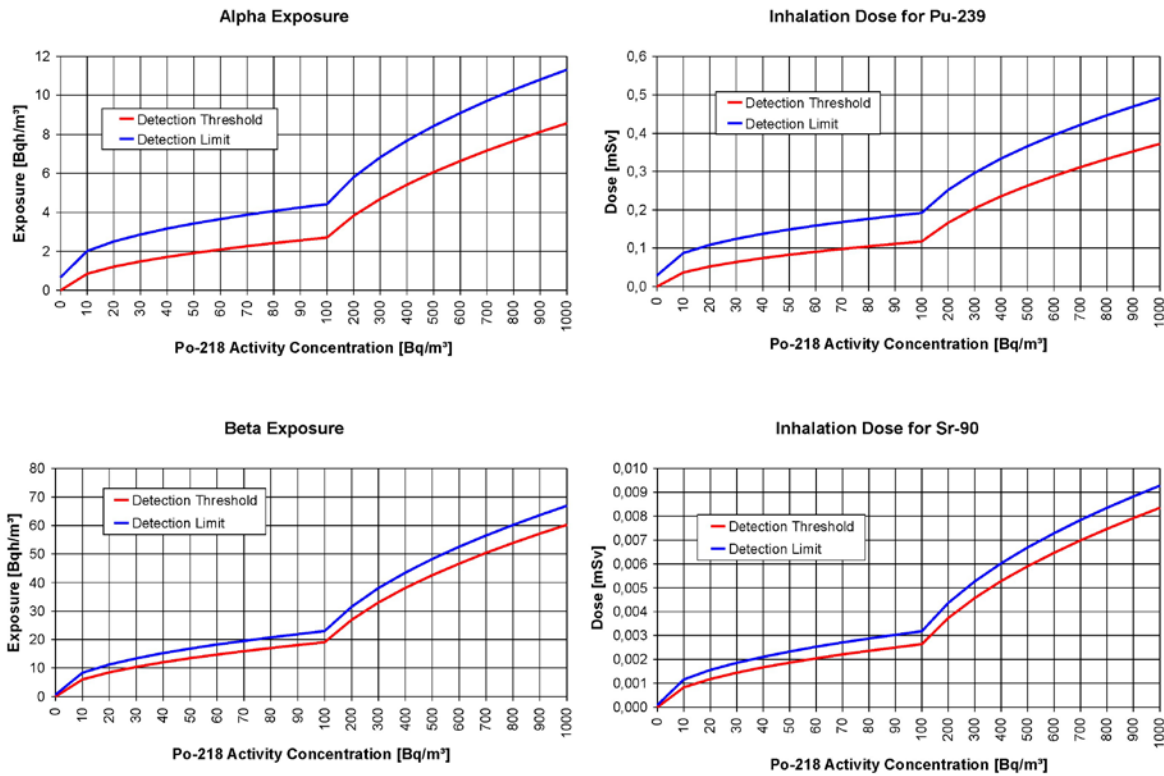 Alpha Exposure
Exposure [Bqh/m³]
12
10
8
6
4
2
0
Detection Threshold
Detection Limit
0 10 20 30 40 50 60 70 80 90 100 200 300 400 500 600 700 800 900 1000
Po-218 Activity Concentration [Bq/m³]
Inhalation Dose for Pu-239
Dose [mSv]
0,6
0,5
0,4
0,3
0,2
0,1
0,0
Detection Threshold
Detection Limit
0 10 20 30 40 50 60 70 80 90 100 200 300 400 500 600 700 800 900 1000
Po-218 Activity Concentration [Bq/m³]
Beta Exposure
Exposure [Bqh/m³]
80
70
60
50
40
30
20
10
0
Detection Threshold
Detection Limit
0 10 20 30 40 50 60 70 80 90 100 200 300 400 500 600 700 800 900 1000
Po-218 Activity Concentration [Bq/m³]
Inhalation Dose for Sr-90
Dose [mSv]
0,010
0,009
0,008
0,007
0,006
0,005
0,004
0,003
0,002
0,001
0,000
Detection Threshold
Detection Limit
0 10 20 30 40 50 60 70 80 90 100 200 300 400 500 600 700 800 900 1000
Po-218 Activity Concentration [Bq/m³]